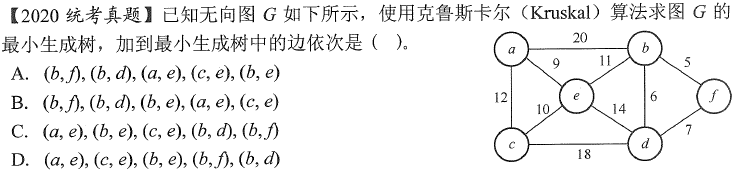 【2020 统考真题】已知无向图 G 如下所示，使用克鲁斯卡尔（Kruskal）算法求图 G 的
最小生成树，加到最小生成树中的边依次是（  ）。
A. (b, f), (b, d), (a, e), (c, e), (b, e)
B. (b, f), (b, d), (b, e), (a, e), (c, e)
C. (a, e), (b, e), (c, e), (b, d), (b, f)
D. (a, e), (c, e), (b, e), (b, f), (b, d)
a 20 b
9 11 5
12 e 6 f
10 14 7
c 18 d